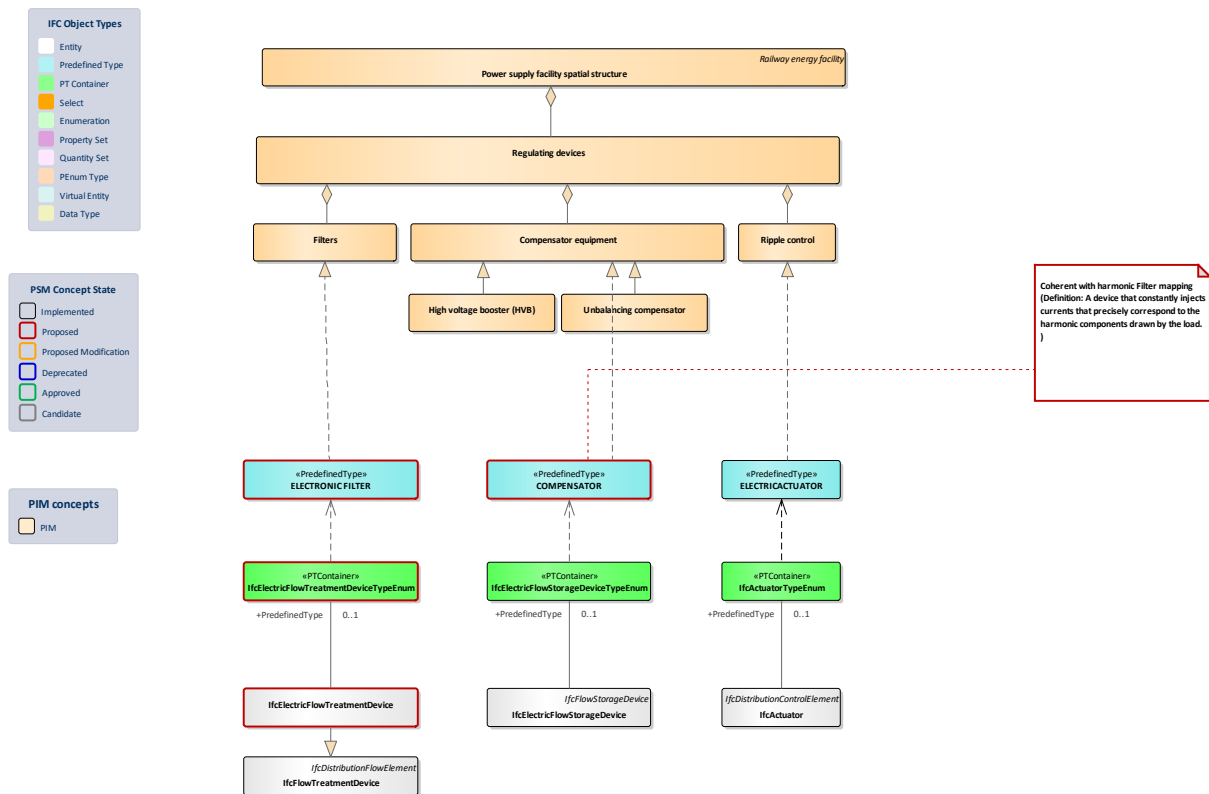 IFC Object Types
Entity
Predefined Type
PT Container
Select
Enumeration
Property Set
Quantity Set
PEnum Type
Virtual Entity
Data Type
PSM Concept State
Implemented
Proposed
Proposed Modification
Deprecated
Approved
Candidate
PIM concepts
PIM
Railway energy facility
Power supply facility spatial structure
Regulating devices
Filters
Compensator equipment
Ripple control
High voltage booster (HVB)
Unbalancing compensator
Coherent with harmonic Filter mapping
(Definition: A device that constantly injects
currents that precisely correspond to the
harmonic components drawn by the load.
)
«PredefinedType»
ELECTRONIC FILTER
«PredefinedType»
COMPENSATOR
«PredefinedType»
ELECTRICACTUATOR
«PTContainer»
IfcElectricFlowTreatmentDeviceTypeEnum
«PTContainer»
IfcElectricFlowStorageDeviceTypeEnum
«PTContainer»
IfcActuatorTypeEnum
+PredefinedType 0..1
+PredefinedType 0..1
+PredefinedType 0..1
IfcElectricFlowTreatmentDevice
IfcFlowStorageDevice
IfcElectricFlowStorageDevice
IfcDistributionControlElement
IfcActuator
IfcDistributionFlowElement
IfcFlowTreatmentDevice